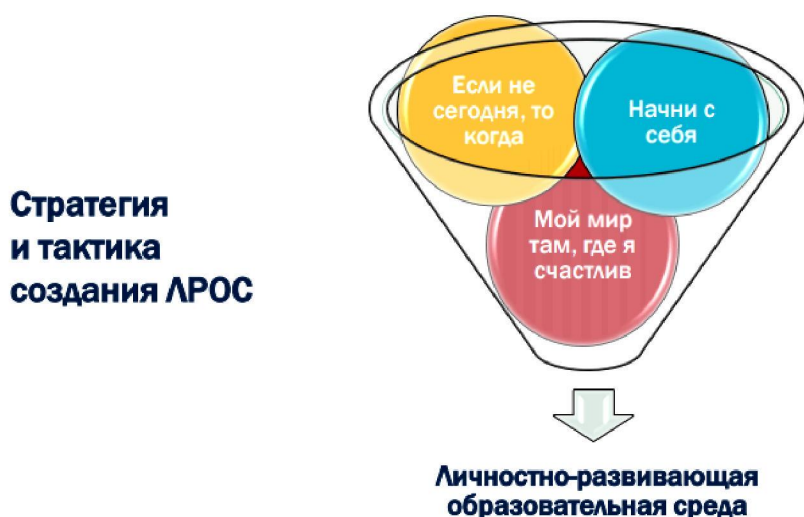 Стратегия
и тактика
создания ЛРОС
Если не
сегодня, то
когда
Начни с
себя
Мой мир
там, где я
счастлив
Личностно-развивающая
образовательная среда